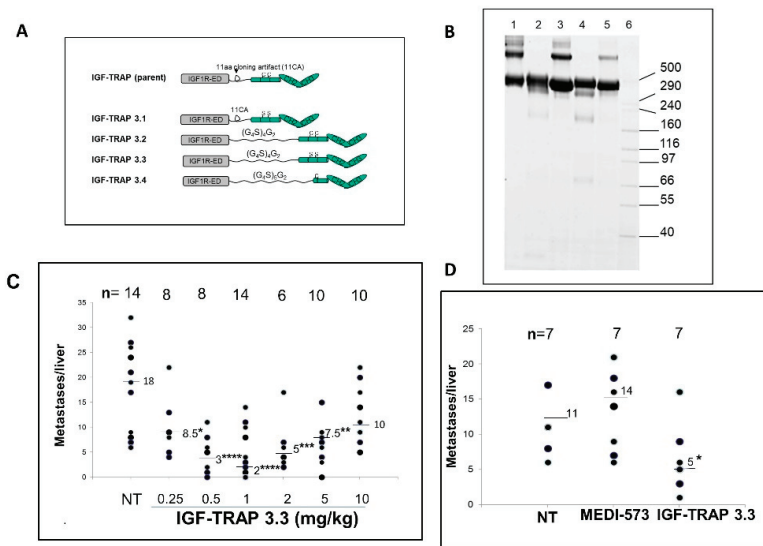 A
11aa cloning artifact (11CA)
IGF-TRAP (parent)
IGF1R-ED
11CA
IGF-TRAP 3.1
IGF1R-ED
(G₄S)₄G₂
IGF-TRAP 3.2
IGF1R-ED
(G₄S)₄G₂
IGF-TRAP 3.3
IGF1R-ED
IGF-TRAP 3.4
IGF1R-ED
B
1 2 3 4 5 6
500
290
240
160
116
97
66
55
40
C
n= 14 8 8 14 6 10 10
Metastases/liver
35
30
25
20
15
10
5
0
18
8.5*
3****
2****
5***
7.5**
10
NT 0.25 0.5 1 2 5 10
IGF-TRAP 3.3 (mg/kg)
D
n=7 7 7
Metastases/liver
25
20
15
10
5
0
11
14
5*
NT MEDI-573 IGF-TRAP 3.3